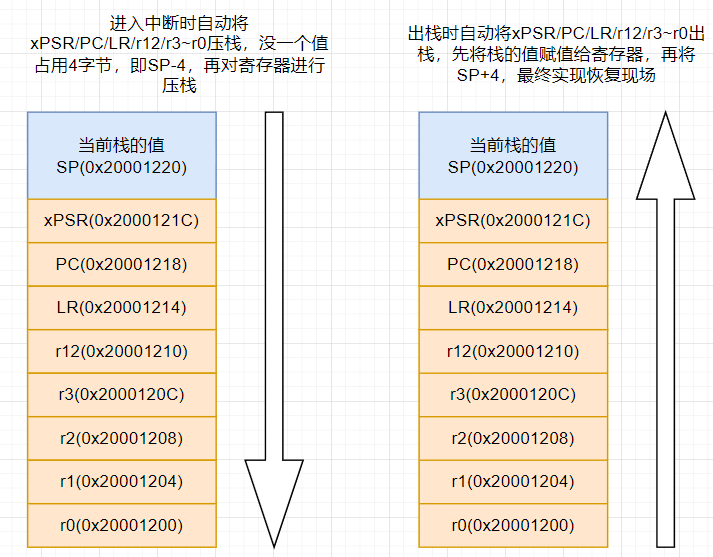 进入中断时自动将
xPSR/PC/LR/r12/r3~r0压栈，没一个值
占用4字节，即SP-4，再对寄存器进行
压栈
当前栈的值
SP(0x20001220)
xPSR(0x2000121C)
PC(0x20001218)
LR(0x20001214)
r12(0x20001210)
r3(0x2000120C)
r2(0x20001208)
r1(0x20001204)
r0(0x20001200)
出栈时自动将xPSR/PC/LR/r12/r3~r0出
栈，先将栈的值赋值给寄存器，再将
SP+4，最终实现恢复现场
当前栈的值
SP(0x20001220)
xPSR(0x2000121C)
PC(0x20001218)
LR(0x20001214)
r12(0x20001210)
r3(0x2000120C)
r2(0x20001208)
r1(0x20001204)
r0(0x20001200)